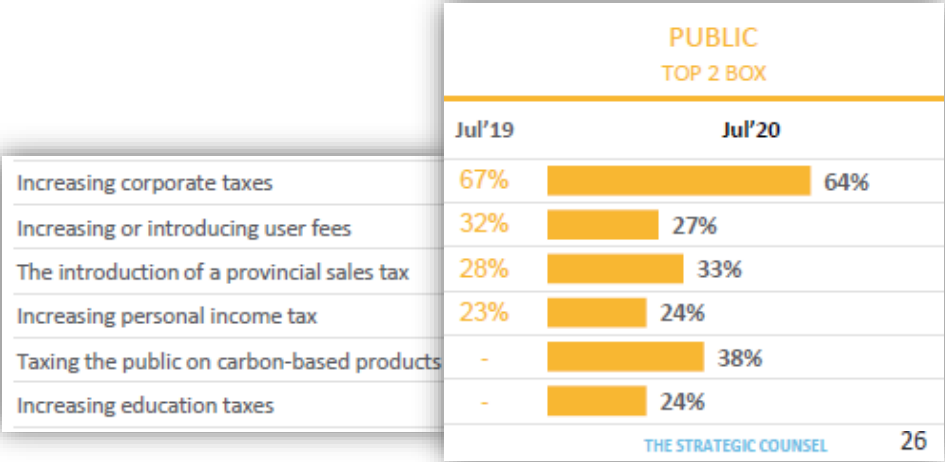 PUBLIC
TOP 2 BOX
Jul'19 Jul'20
Increasing corporate taxes 67% 64%
Increasing or introducing user fees 32% 27%
The introduction of a provincial sales tax 28% 33%
Increasing personal income tax 23% 24%
Taxing the public on carbon-based products - 38%
Increasing education taxes - 24%
THE STRATEGIC COUNSEL 26